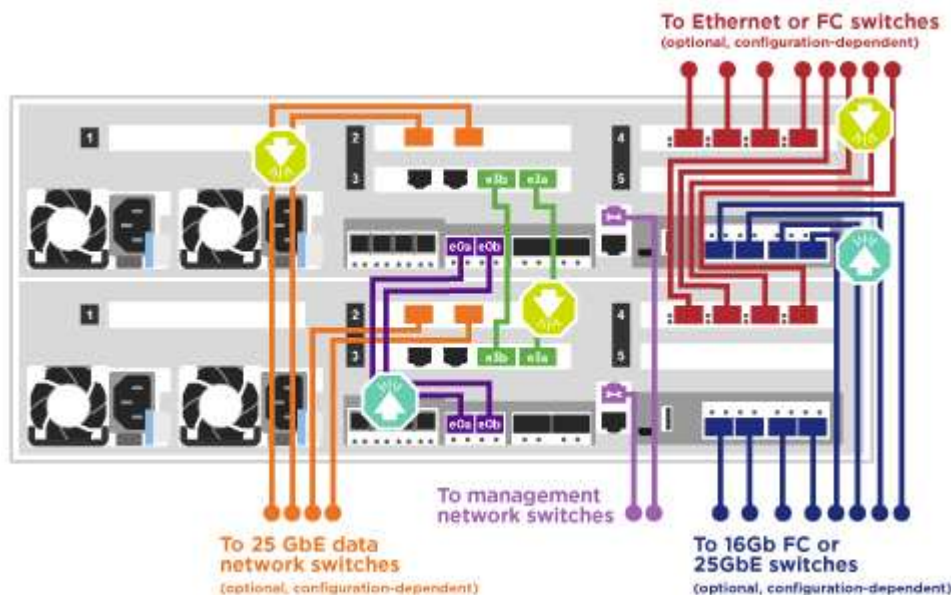 To Ethernet or FC switches
(optional, configuration-dependent)
1
2
4
3
e3b
e3a
5
e0a
e0b
1
2
4
3
e3b
e3a
5
e0a
e0b
To management
network switches
To 25 GbE data
network switches
(optional, configuration-dependent)
To 16Gb FC or
25GbE switches
(optional, configuration-dependent)